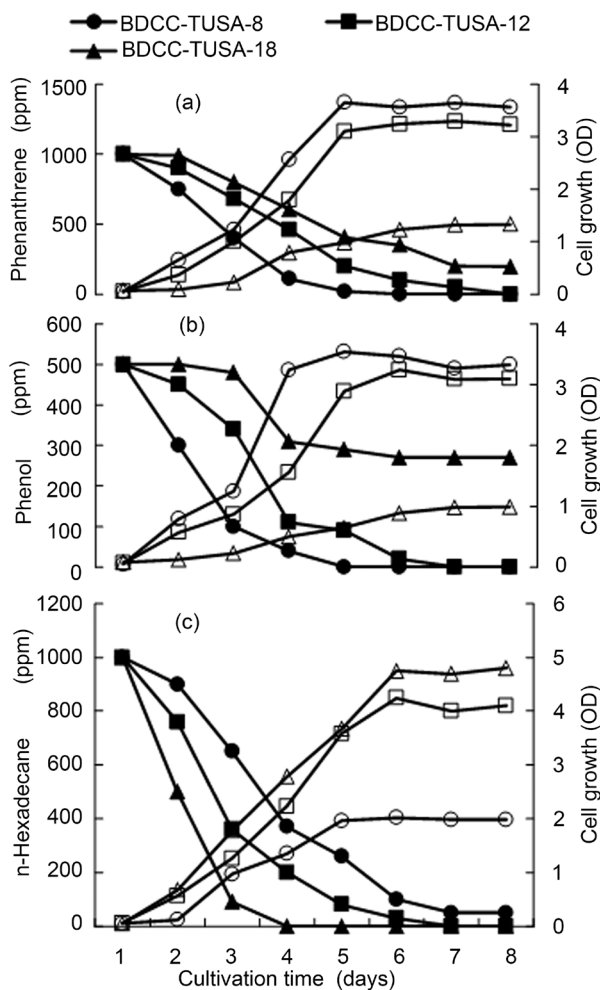 BDCC-TUSA-8 BDCC-TUSA-12
BDCC-TUSA-18
(a)
Phenanthrene (ppm)
1500
1000
500
0
4
3
2
1
0
Cell growth (OD)
(b)
Phenol (ppm)
600
500
400
300
200
100
0
4
3
2
1
0
Cell growth (OD)
(c)
n-Hexadecane (ppm)
1200
1000
800
600
400
200
0
6
5
4
3
2
1
0
Cell growth (OD)
1 2 3 4 5 6 7 8
Cultivation time (days)